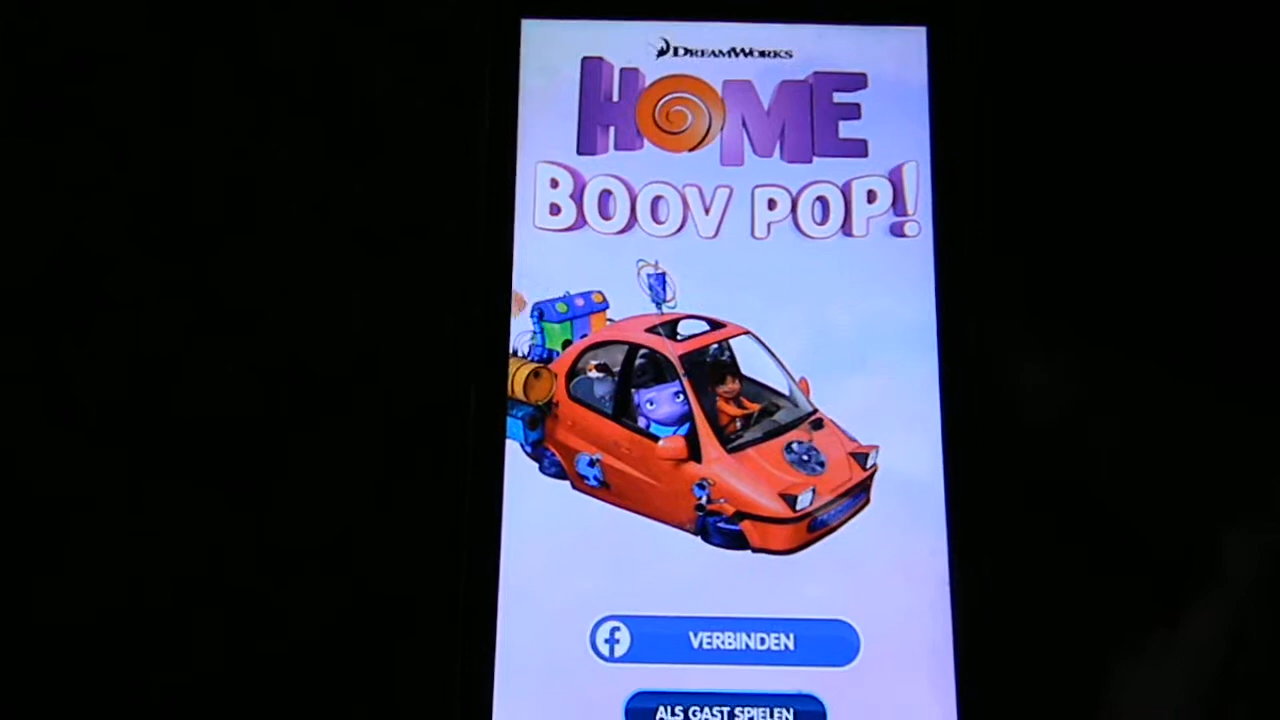 DREAMWORKS
HOME
BOOV POP!
VERBINDEN
ALS GAST SPIELEN